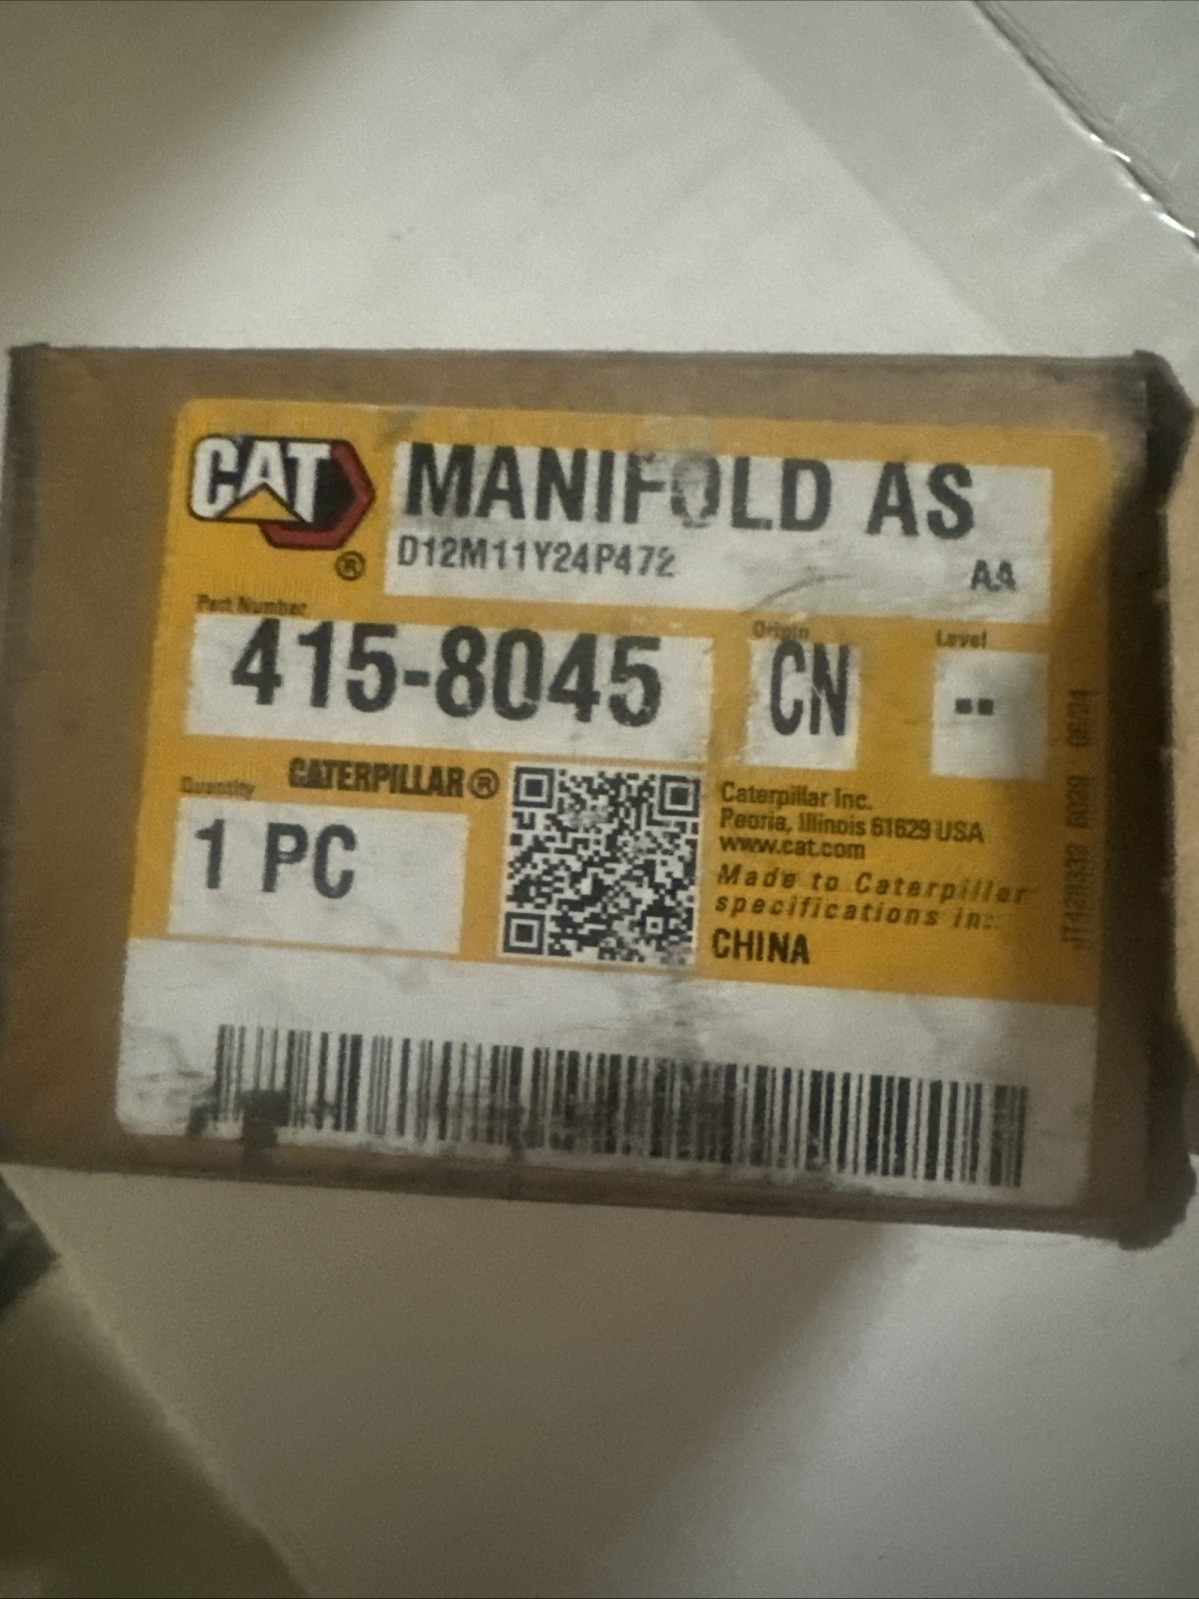 CAT
®
MANIFOLD AS
D12M11Y24P472
AA
Part Number
415-8045
Origin
CN
Level
--
Quantity
1 PC
CATERPILLAR®
Caterpillar Inc.
Peoria, Illinois 61629 USA
www.cat.com
Made to Caterpillar
specifications in:
CHINA